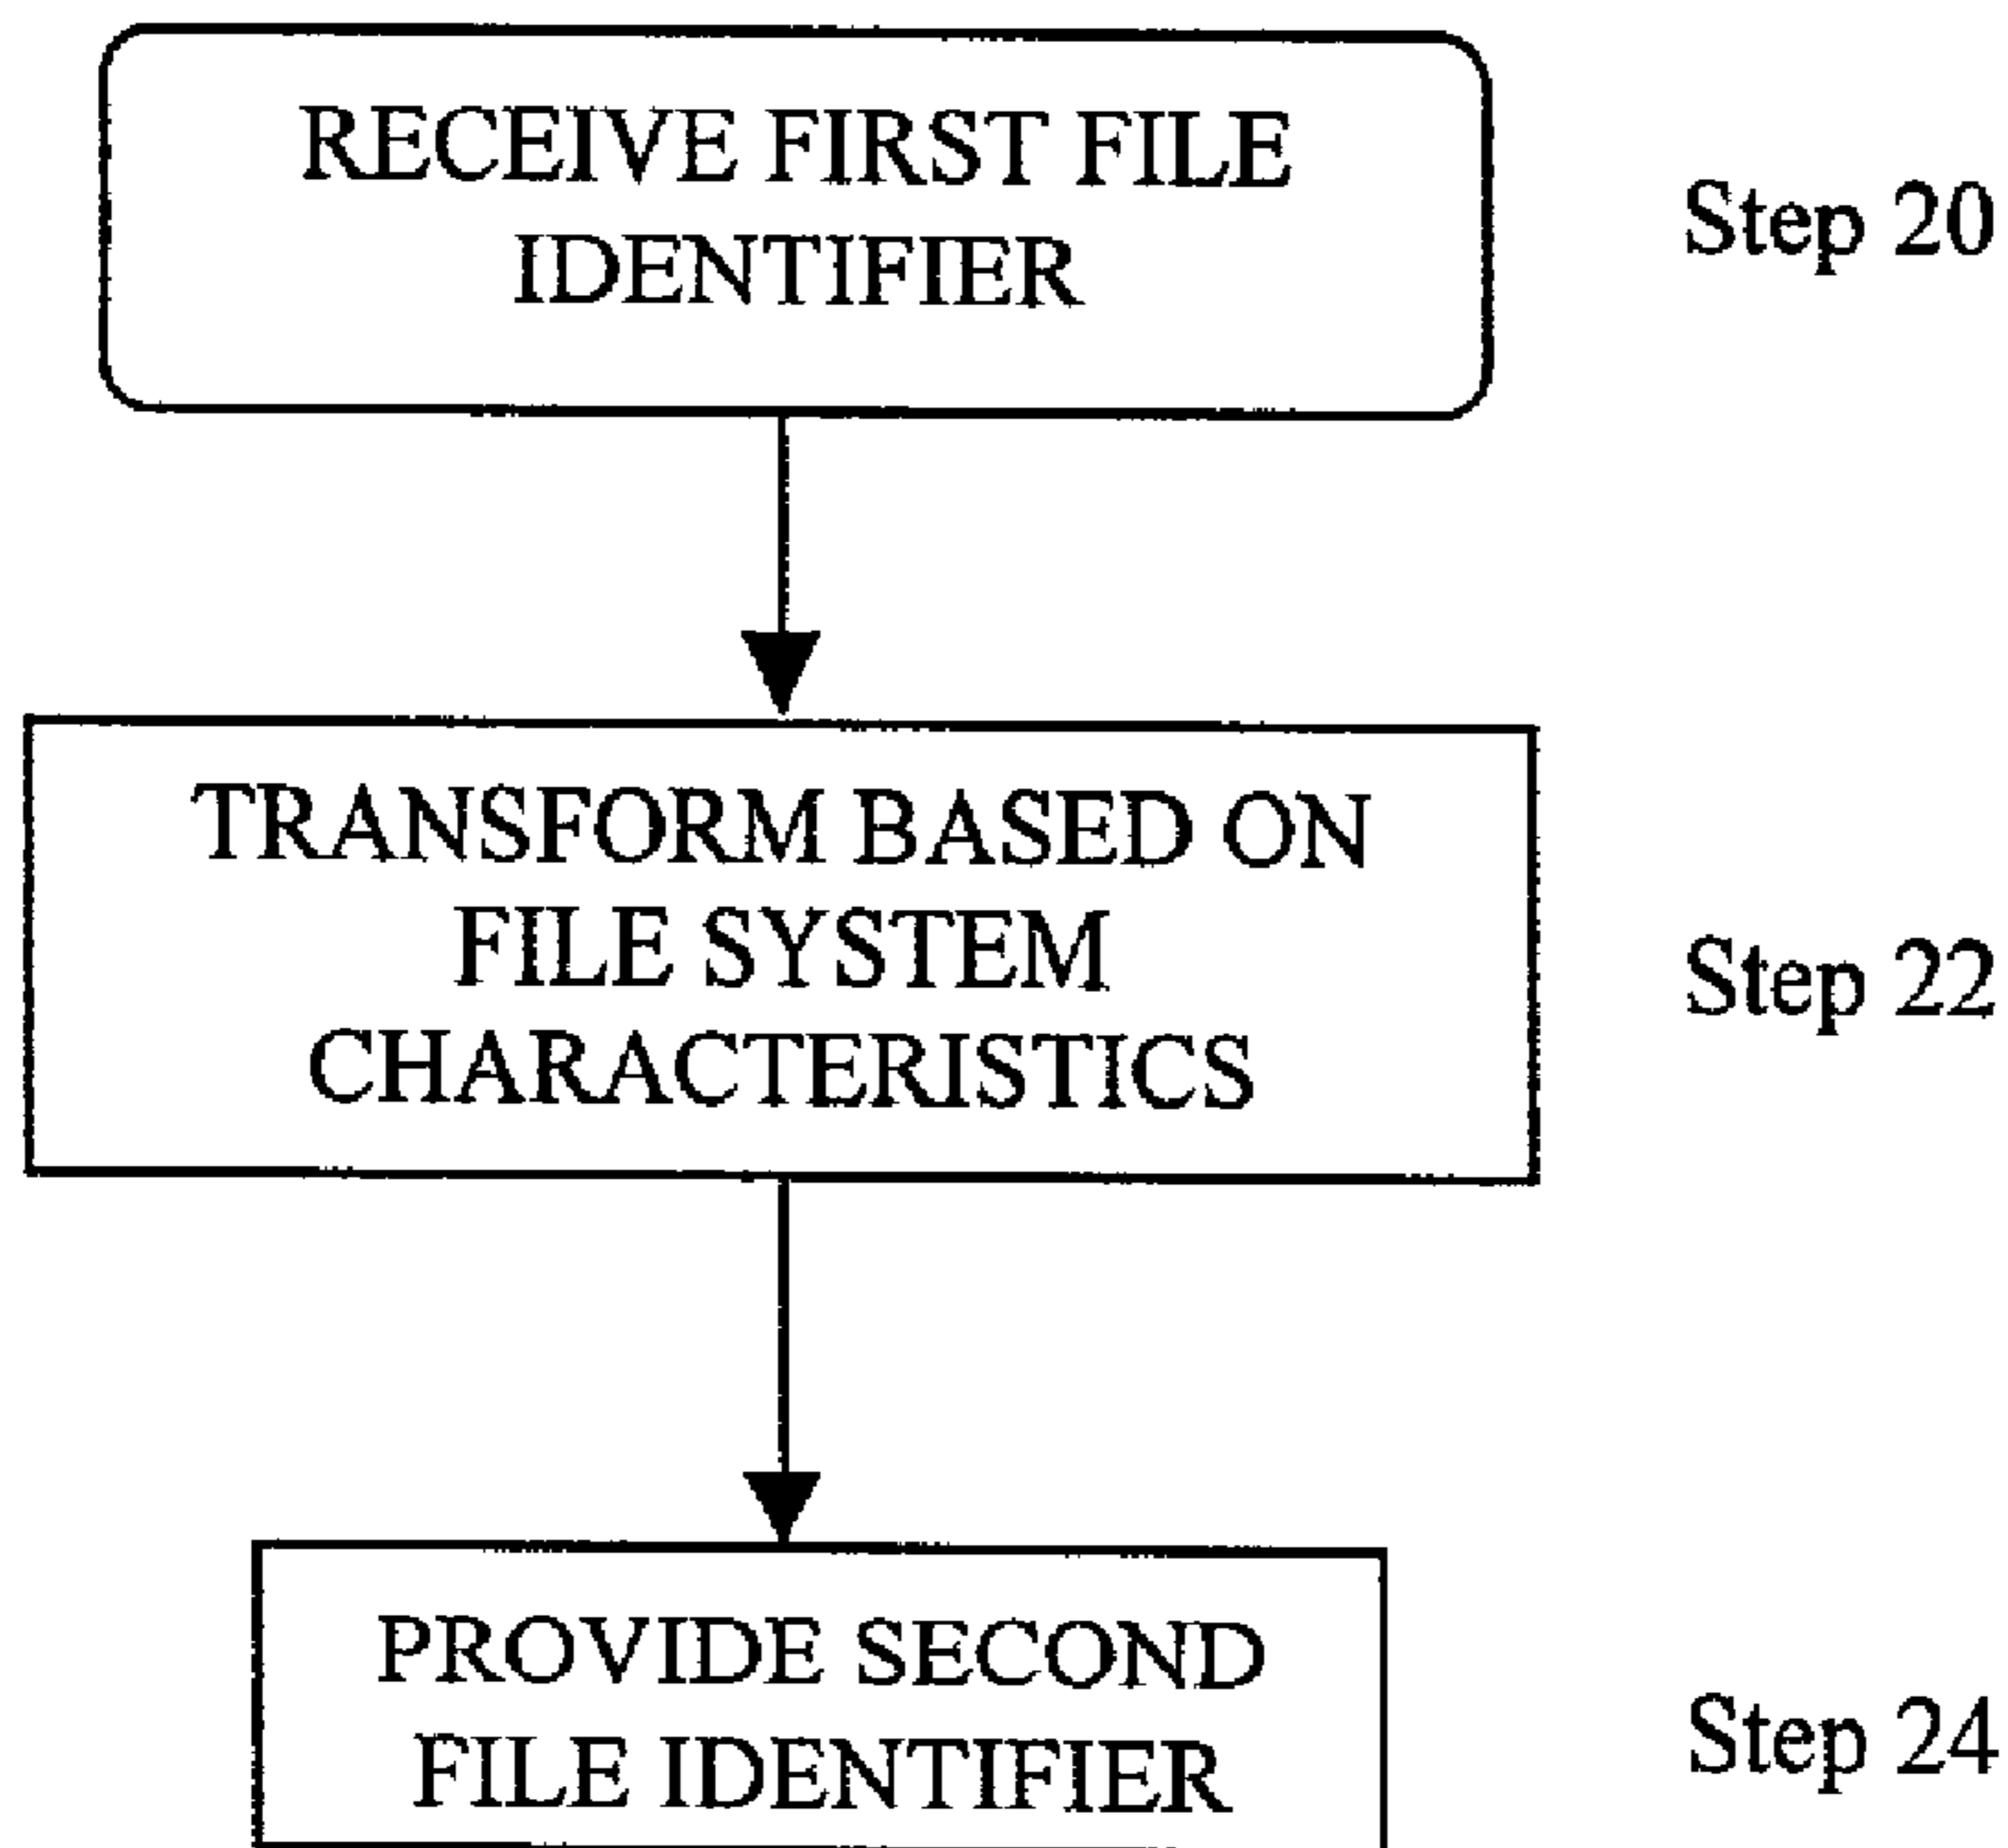 RECEIVE FIRST FILE
IDENTIFIER
Step 20
TRANSFORM BASED ON
FILE SYSTEM
CHARACTERISTICS
Step 22
PROVIDE SECOND
FILE IDENTIFIER
Step 24